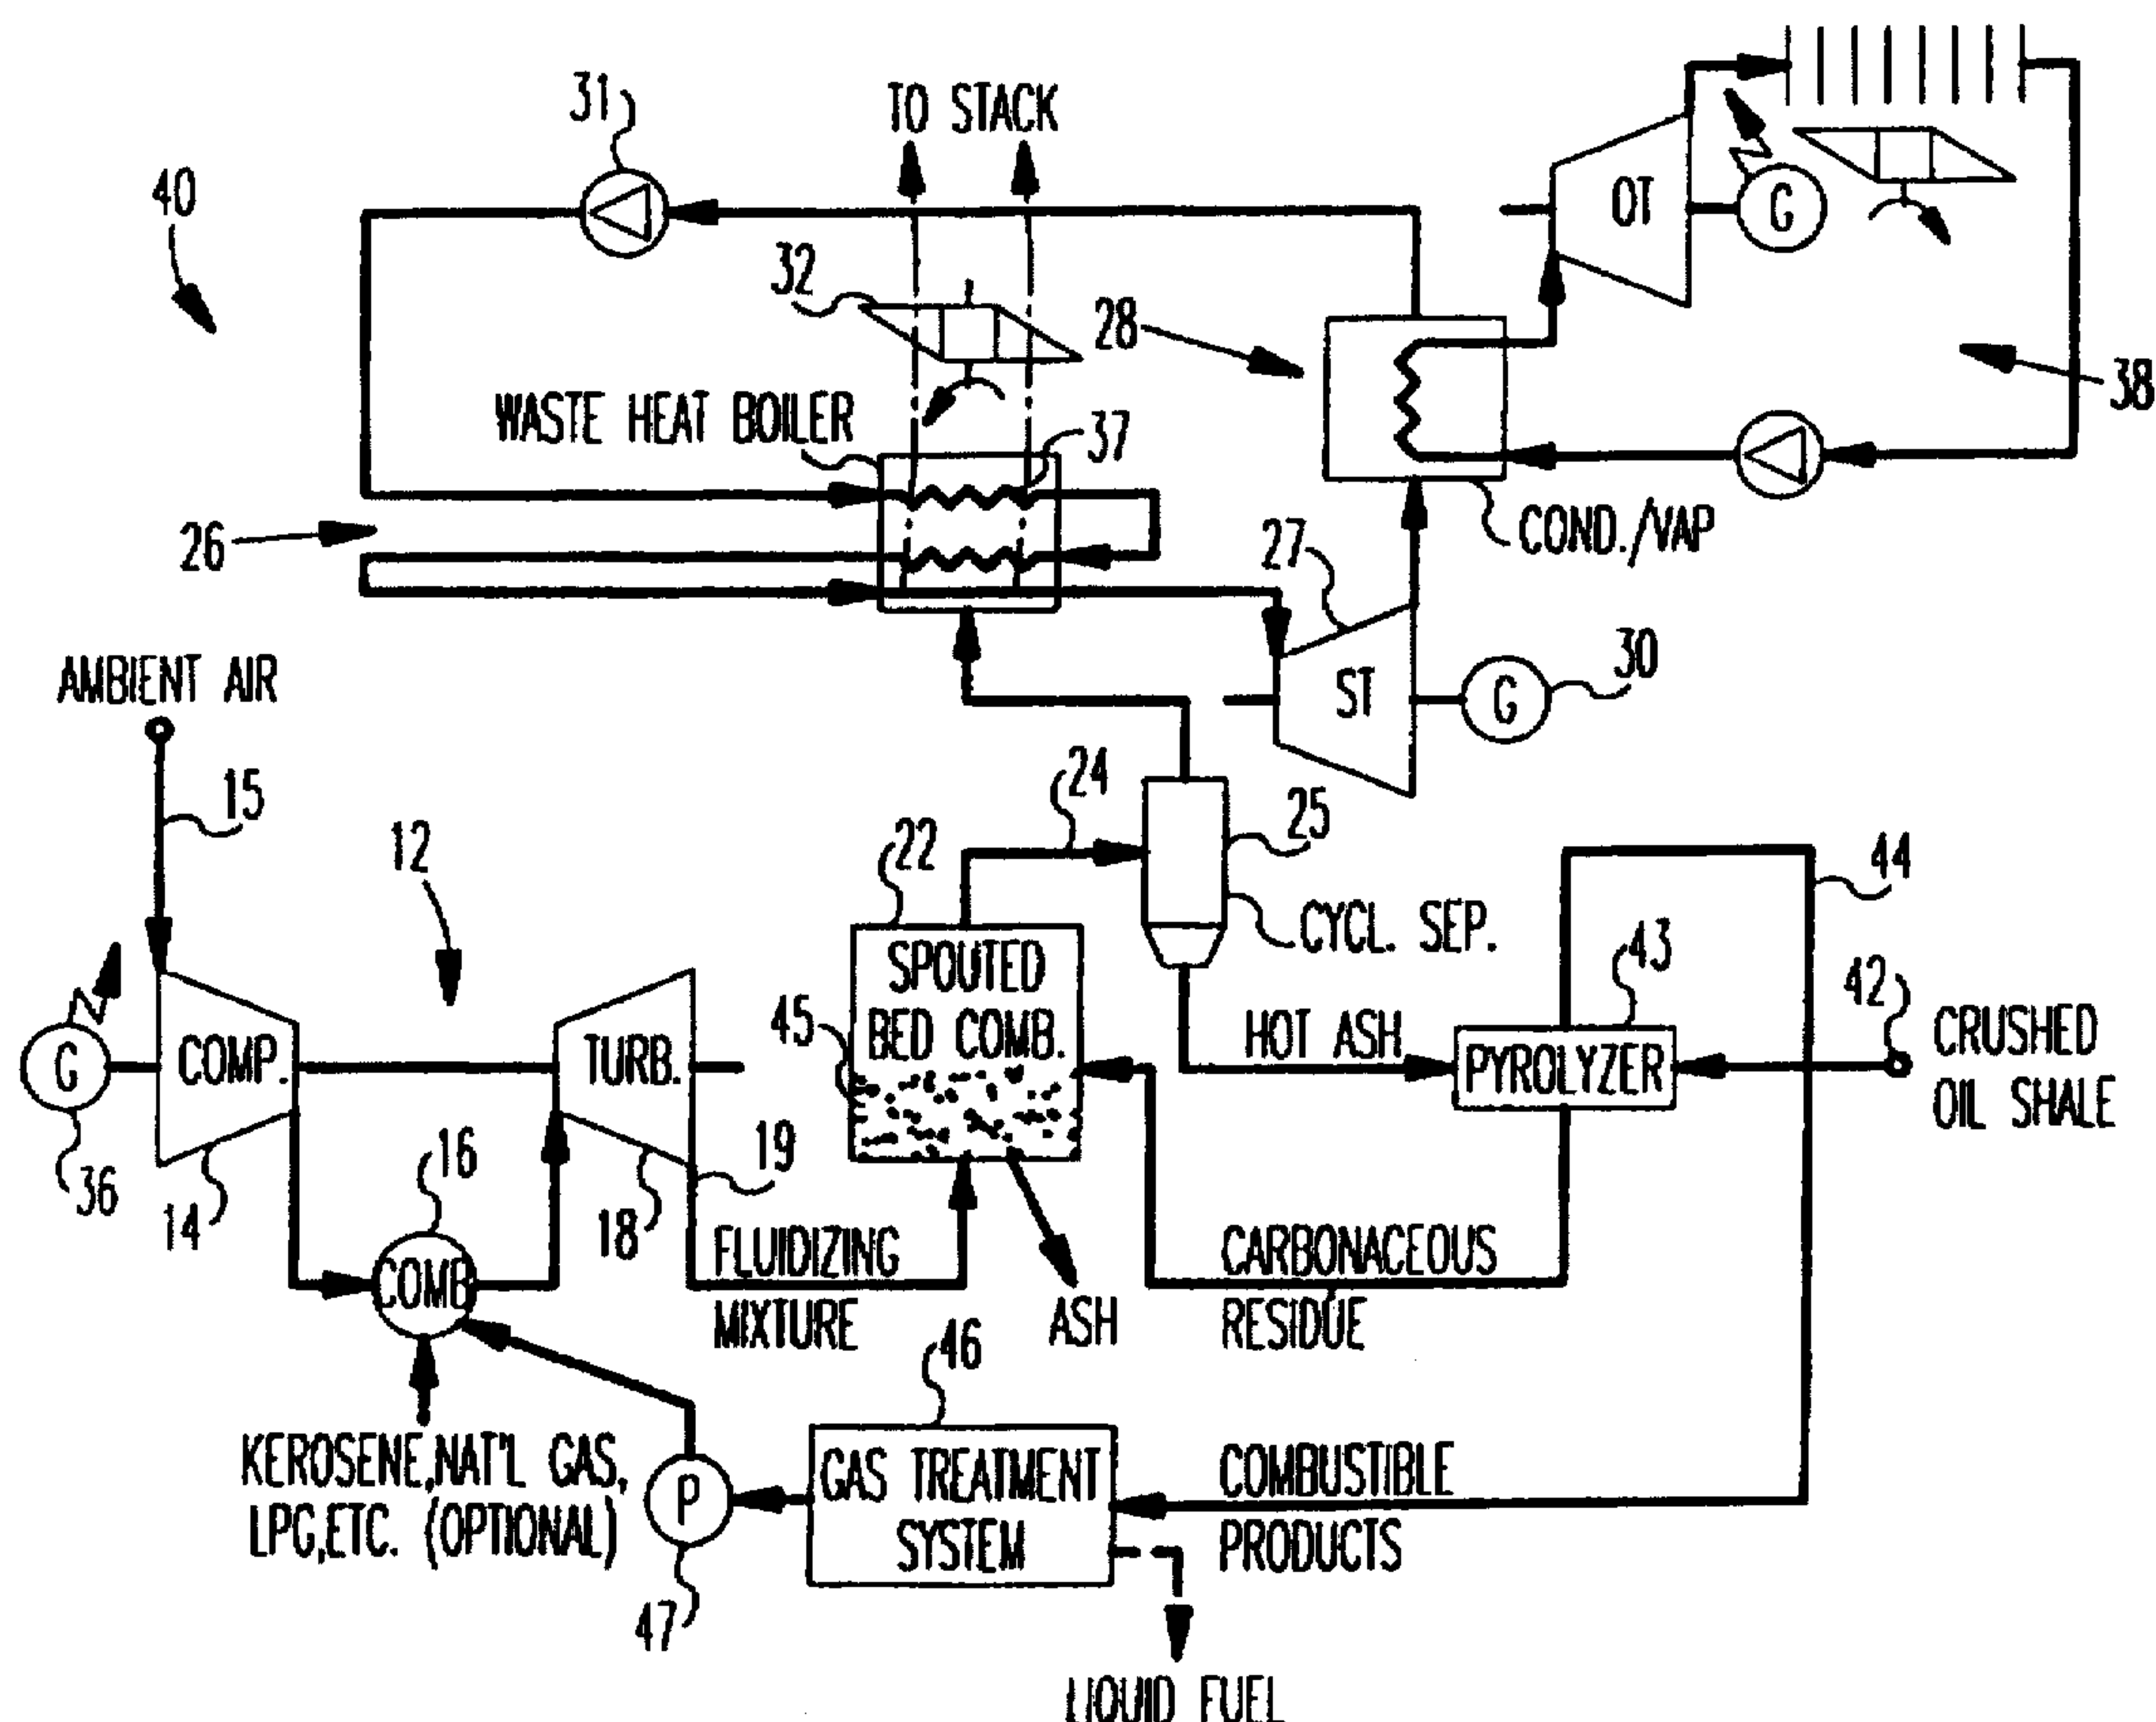 31
TO STACK
40
OT
G
32
28
WASTE HEAT BOILER
37
38
26
27
COND./VAP
AMBIENT AIR
ST
G
30
15
24
12
22
25
44
CYCL. SEP.
43
42
SPOUTED
BED COMB.
45
HOT ASH
PYROLYZER
CRUSHED
OIL SHALE
G
COMP.
TURB.
36
14
16
18
19
COMB
FLUIDIZING
MIXTURE
ASH
CARBONACEOUS
RESIDUE
46
KEROSENE,NAT'L GAS,
LPG,ETC. (OPTIONAL)
P
GAS TREATMENT
SYSTEM
COMBUSTIBLE
PRODUCTS
47
LIQUID FUEL